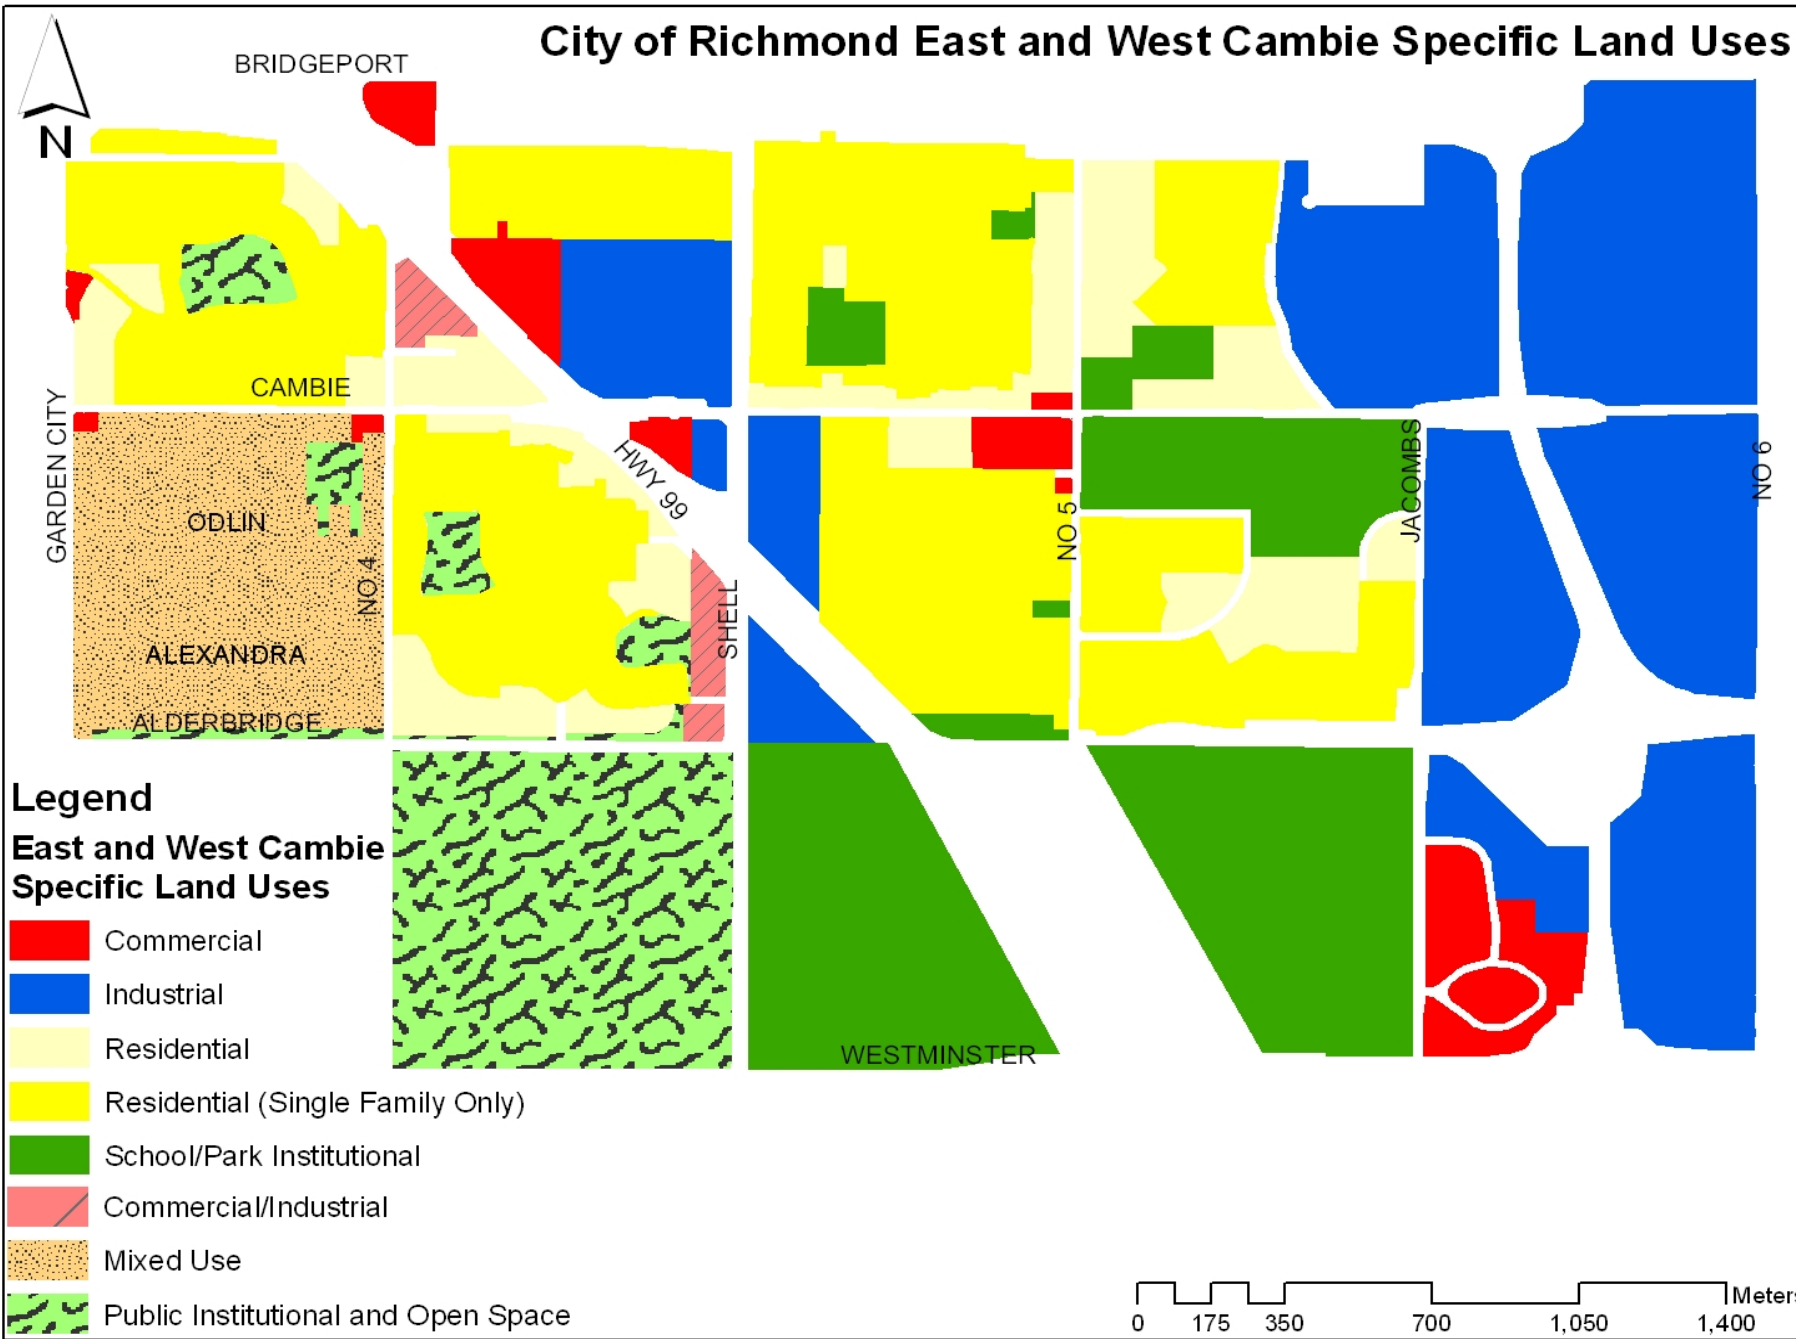 City of Richmond East and West Cambie Specific Land Uses
BRIDGEPORT
N
CAMBIE
GARDEN CITY
HWY 99
ODLIN
NO 4
NO 5
JACOBS
NO 6
SHELL
ALEXANDRA
ALDERBRIDGE
WESTMINSTER
Legend
East and West Cambie
Specific Land Uses
Commercial
Industrial
Residential
Residential (Single Family Only)
School/Park Institutional
Commercial/Industrial
Mixed Use
Public Institutional and Open Space
Meters
0 175 350 700 1,050 1,400